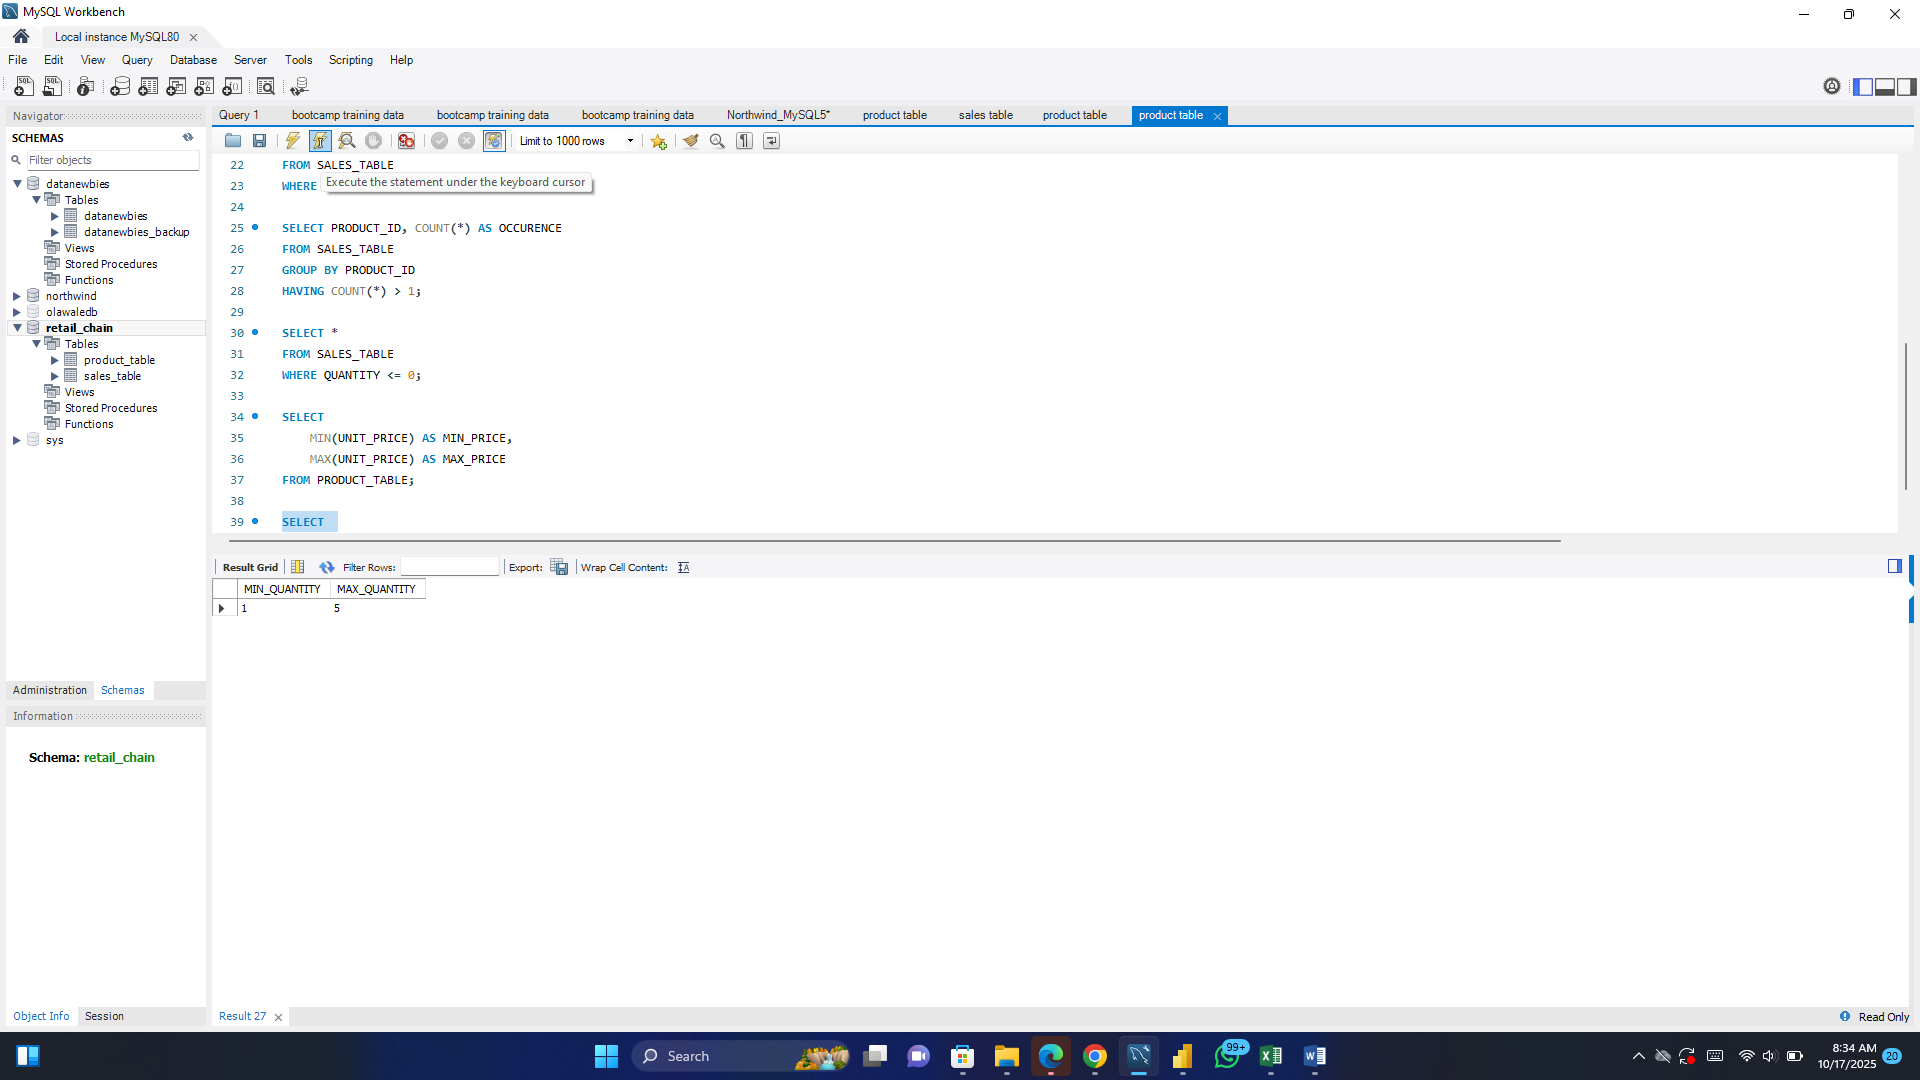 MySQL Workbench
Local instance MySQL80
File Edit View Query Database Server Tools Scripting Help
Navigator
SCHEMAS
Filter objects
datanewbies
Tables
datanewbies
datanewbies_backup
Views
Stored Procedures
Functions
northwind
olawaledb
retail_chain
Tables
product_table
sales_table
Views
Stored Procedures
Functions
sys
Administration Schemas
Information
Schema: retail_chain
Object Info Session
Query 1 bootcamp training data bootcamp training data bootcamp training data Northwind_MySQL5* product table sales table product table product table
Limit to 1000 rows
22 FROM SALES_TABLE
Execute the statement under the keyboard cursor
23 WHERE
24
25 SELECT PRODUCT_ID, COUNT(*) AS OCCURENCE
26 FROM SALES_TABLE
27 GROUP BY PRODUCT_ID
28 HAVING COUNT(*) > 1;
29
30 SELECT *
31 FROM SALES_TABLE
32 WHERE QUANTITY <= 0;
33
34 SELECT
35 MIN(UNIT_PRICE) AS MIN_PRICE,
36 MAX(UNIT_PRICE) AS MAX_PRICE
37 FROM PRODUCT_TABLE;
38
39 SELECT
Result Grid Filter Rows: Export: Wrap Cell Content:
MIN_QUANTITY MAX_QUANTITY
1 5
Result 27
Read Only
Search
99+
8:34 AM
10/17/2025
20